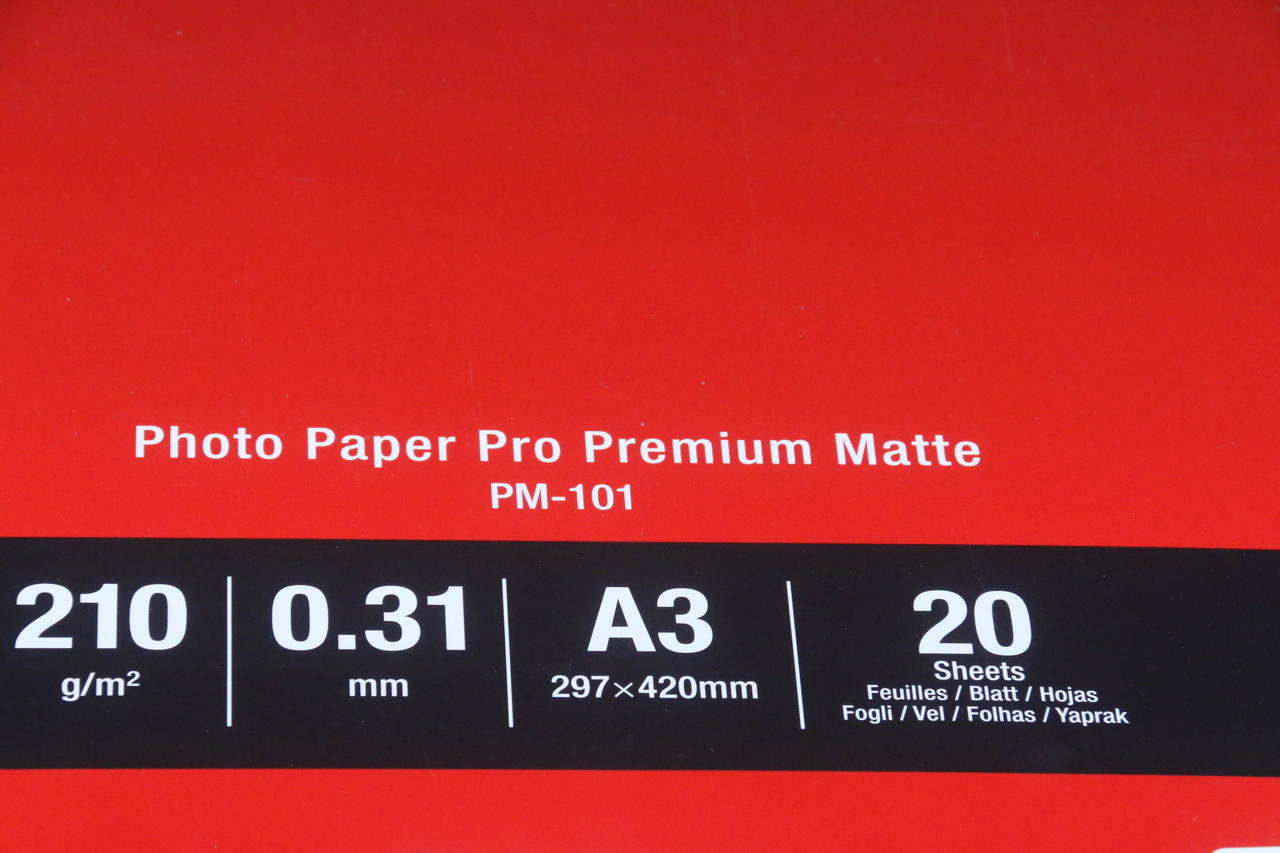 Photo Paper Pro Premium Matte
PM-101
210
g/m²
0.31
mm
A3
297×420mm
20
Sheets
Feuilles / Blatt / Hojas
Fogli / Vel / Folhas / Yaprak